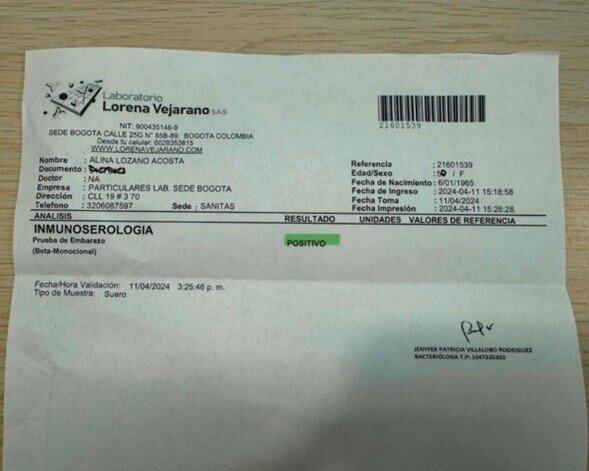 Laboratorio
Lorena Vejarano S.A.S.
NIT: 900435146-9
SEDE BOGOTA CALLE 25G N° 85B-89. BOGOTA COLOMBIA
Desde tu celular: 6028353815
WWW.LORENAVEJARANO.COM
21601539
Nombre : ALINA LOZANO ACOSTA
Documento :
Doctor : NA
Empresa : PARTICULARES LAB. SEDE BOGOTA
Dirección : CLL 19 # 3 70
Telefono : 3206087597 Sede : SANITAS
Referencia : 21601539
Edad/Sexo : / F
Fecha de Nacimiento : 6/01/1965
Fecha de Ingreso : 2024-04-11 15:18:58
Fecha Toma : 11/04/2024
Fecha Impresión : 2024-04-11 15:26:28.
ANALISIS RESULTADO UNIDADES VALORES DE REFERENCIA
INMUNOSEROLOGIA
Prueba de Embarazo POSITIVO
(Beta-Monoclonal)
Fecha/Hora Validación: 11/04/2024 3:25:46 p. m.
Tipo de Muestra: Suero
JENYFER PATRICIA VILLALOBO RODRIGUEZ
BACTERIÓLOGA T.P: 1047335302